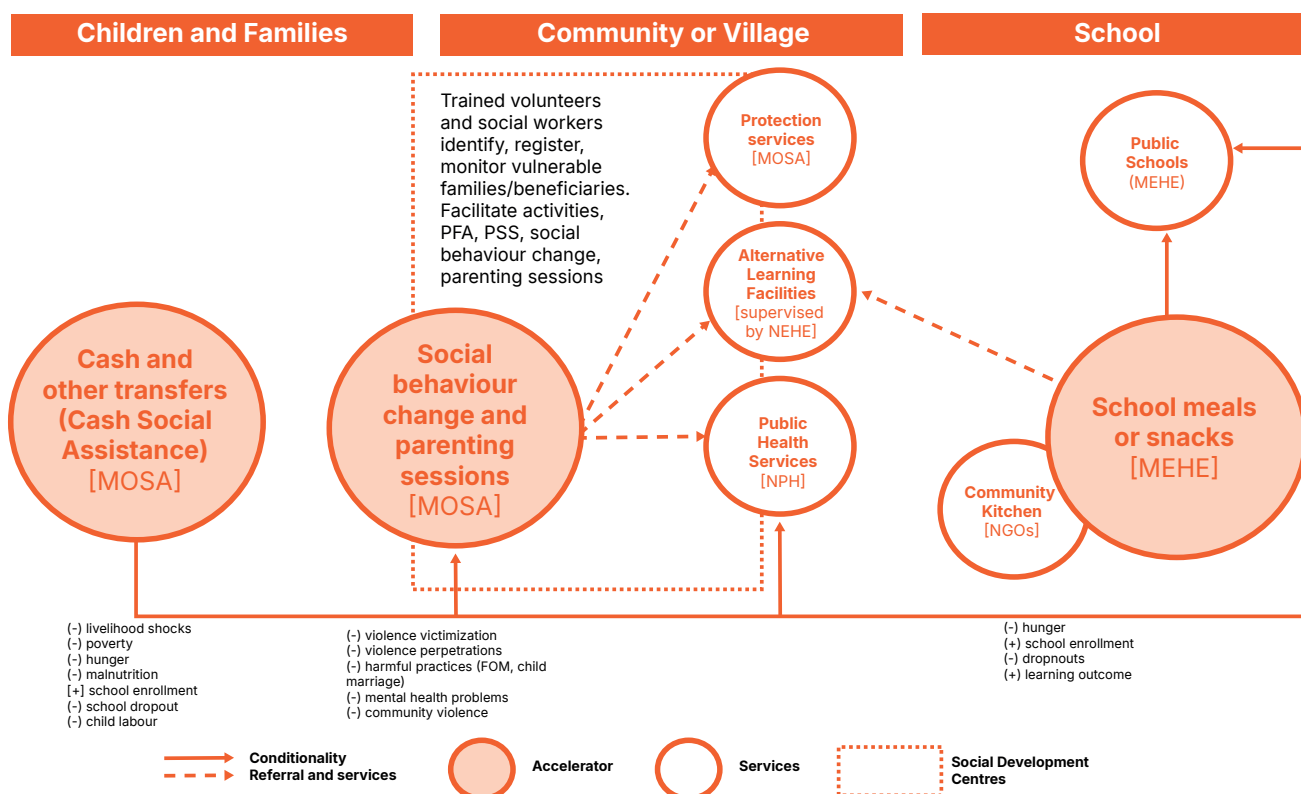 Children and Families
Community or Village
School
Trained volunteers
and social workers
identify, register,
monitor vulnerable
families/beneficiaries.
Facilitate activities,
PFA, PSS, social
behaviour change,
parenting sessions
Protection
services
[MOSA]
Public
Schools
(MEHE)
Alternative
Learning
Facilities
[supervised
by NEHE]
Cash and
other transfers
(Cash Social
Assistance)
[MOSA]
Social
behaviour
change and
parenting
sessions
[MOSA]
Public
Health
Services
[NPH]
School meals
or snacks
[MEHE]
Community
Kitchen
[NGOs]
(-) livelihood shocks
(-) poverty
(-) hunger
(-) malnutrition
[+] school enrollment
(-) school dropout
(-) child labour
(-) violence victimization
(-) violence perpetrations
(-) harmful practices (FOM, child
marriage)
(-) mental health problems
(-) community violence
(-) hunger
(+) school enrollment
(-) dropnouts
(+) learning outcome
Conditionality
Referral and services
Accelerator
Services
Social Development
Centres